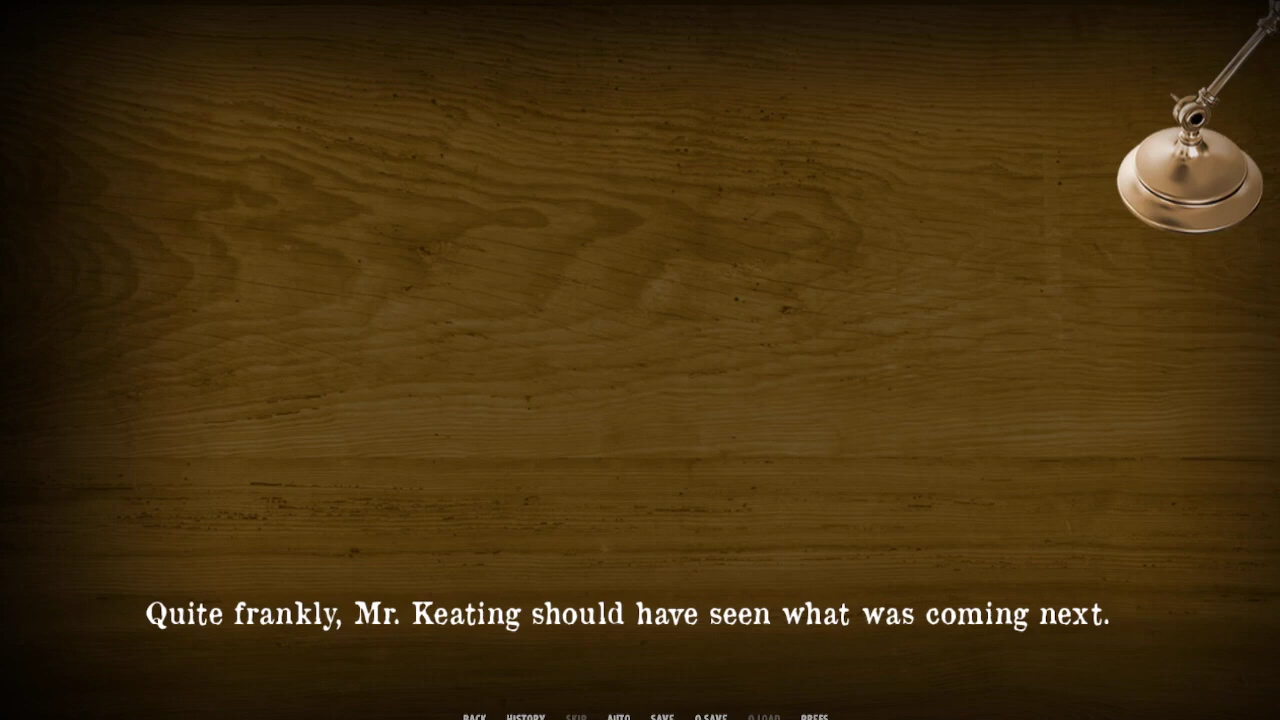 Quite frankly, Mr. Keating should have seen what was coming next.
BACK HISTORY SKIP AUTO SAVE Q.SAVE Q.LOAD PREFS